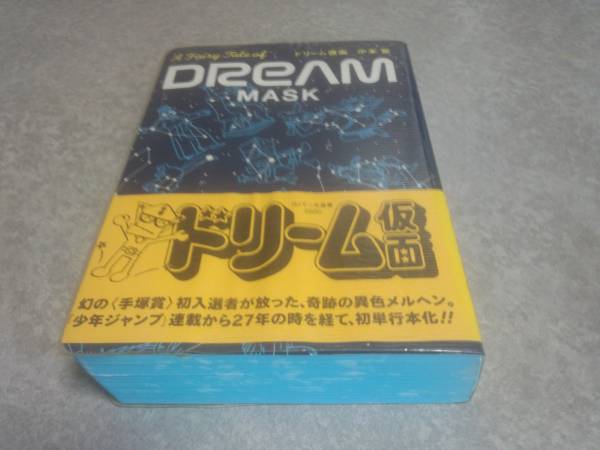 A Fairy Tale of
ドリーム仮面 中本繁
DREAM
MASK
ドリーム仮面
幻の〈手塚賞〉初入選者が放った、奇跡の異色メルヘン。
『少年ジャンプ』連載から27年の時を経て、初単行本化!!